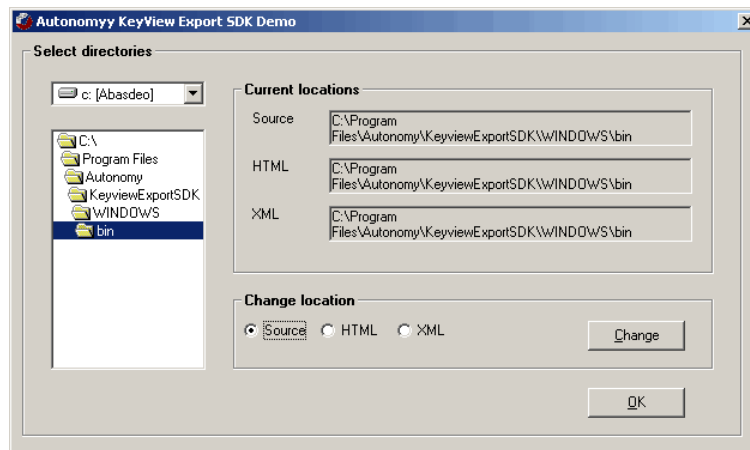 Autonomyy KeyView Export SDK Demo
Select directories
c: [Abasdeo]
C:\
Program Files
Autonomy
KeyviewExportSDK
WINDOWS
bin
Current locations
Source
C:\Program
Files\Autonomy\KeyviewExportSDK\WINDOWS\bin
HTML
C:\Program
Files\Autonomy\KeyviewExportSDK\WINDOWS\bin
XML
C:\Program
Files\Autonomy\KeyviewExportSDK\WINDOWS\bin
Change location
Source HTML XML
Change
OK